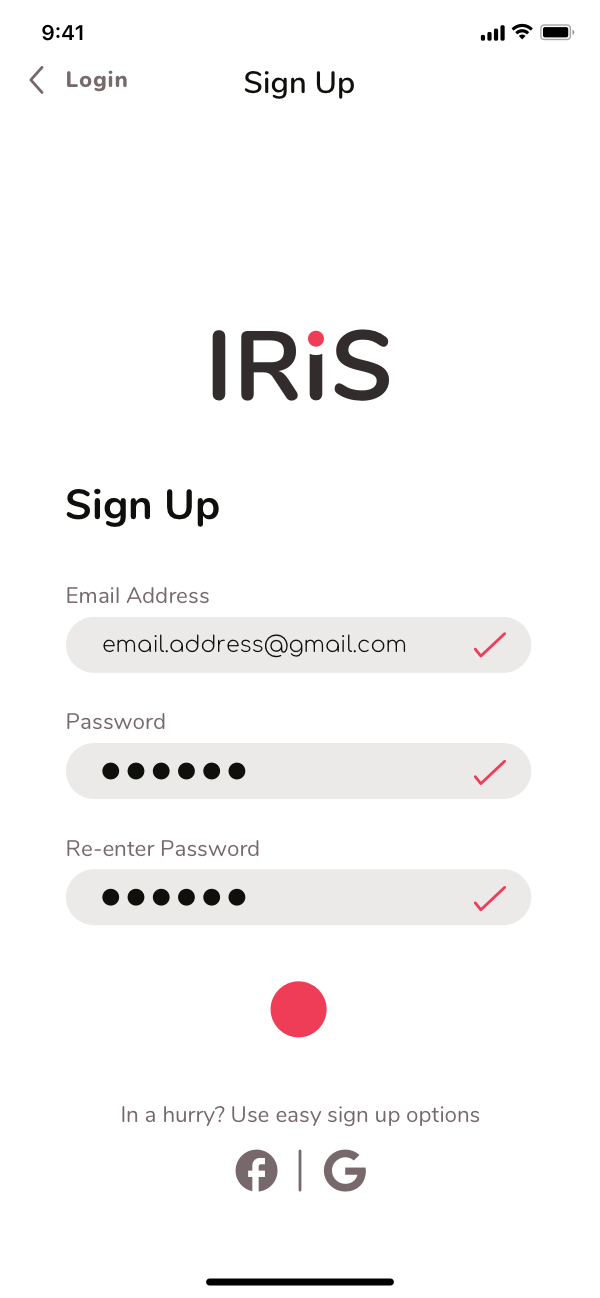 9:41
Login
Sign Up
IRiS
Sign Up
Email Address
email.address@gmail.com
Password
●●●●●●
Re-enter Password
●●●●●●
In a hurry? Use easy sign up options